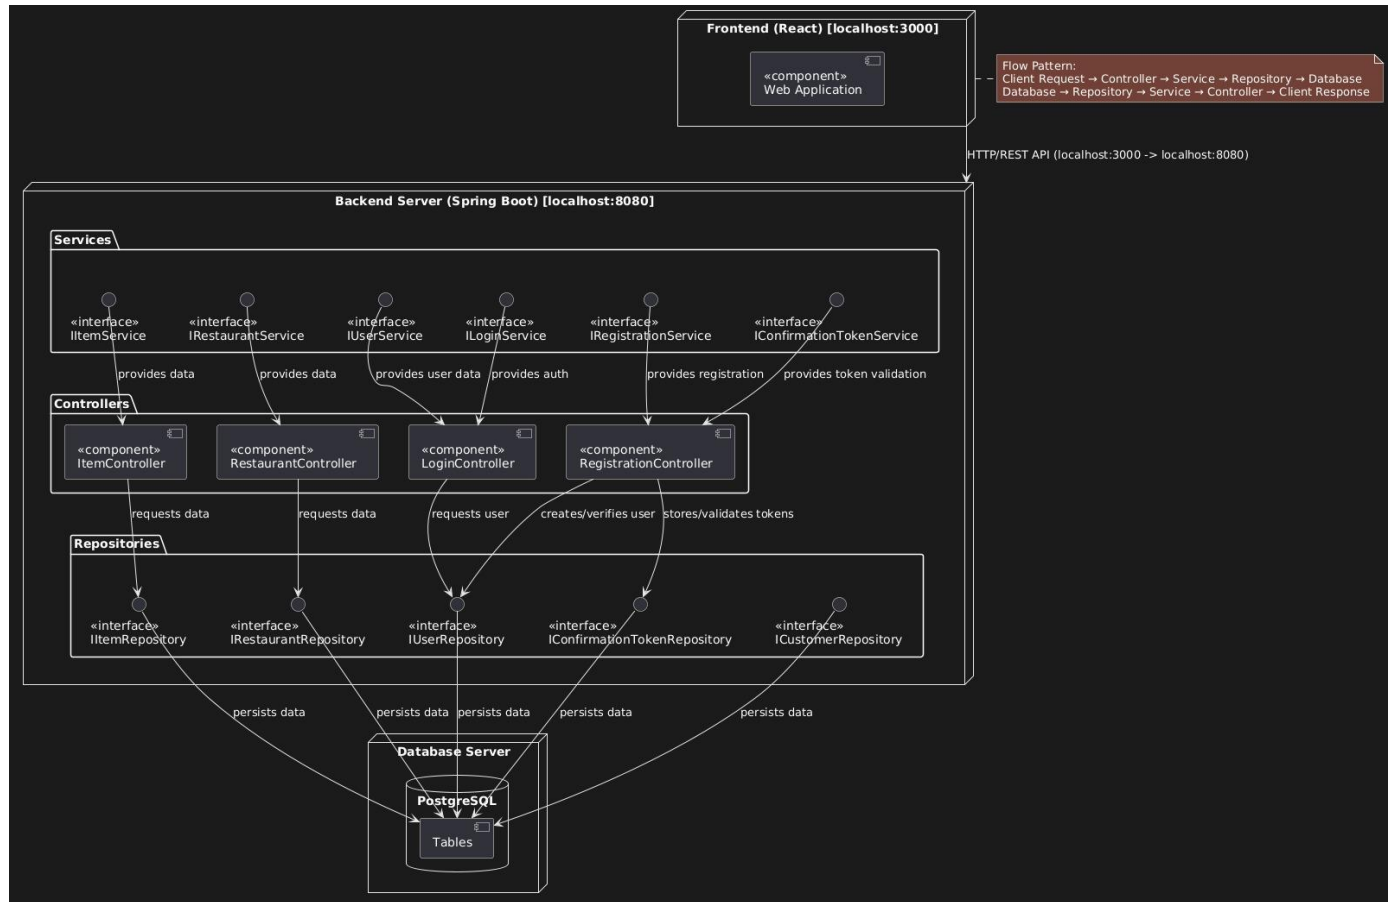 Frontend (React) [localhost:3000]
«component»
Web Application
Flow Pattern:
Client Request → Controller → Service → Repository → Database
Database → Repository → Service → Controller → Client Response
HTTP/REST API (localhost:3000 -> localhost:8080)
Backend Server (Spring Boot) [localhost:8080]
Services
«interface»
IItemService
«interface»
IRestaurantService
«interface»
IUserService
«interface»
ILoginService
«interface»
IRegistrationService
«interface»
IConfirmationTokenService
provides data
provides data
provides user data
provides auth
provides registration
provides token validation
Controllers
«component»
ItemController
«component»
RestaurantController
«component»
LoginController
«component»
RegistrationController
requests data
requests data
requests user
creates/verifies user
stores/validates tokens
Repositories
«interface»
IItemRepository
«interface»
IRestaurantRepository
«interface»
IUserRepository
«interface»
IConfirmationTokenRepository
«interface»
ICustomerRepository
persists data
persists data
persists data
persists data
persists data
Database Server
PostgreSQL
Tables